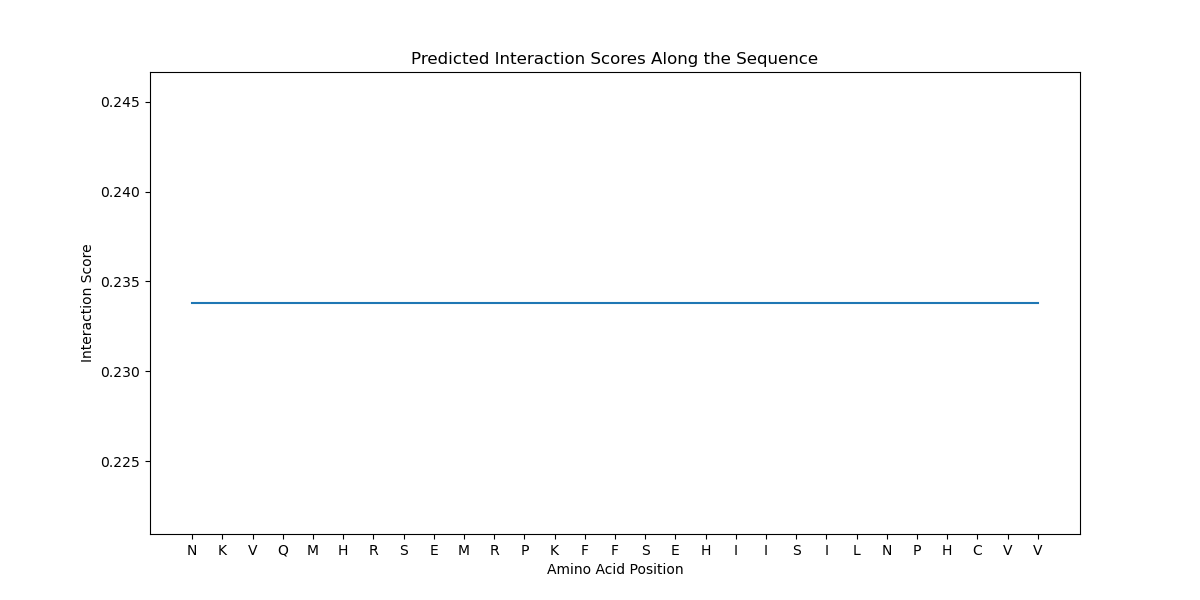 Predicted Interaction Scores Along the Sequence
0.245
0.240
0.235
0.230
0.225
Interaction Score
N K V Q M H R S E M R P K F F S E H I I S I L N P H C V V
Amino Acid Position